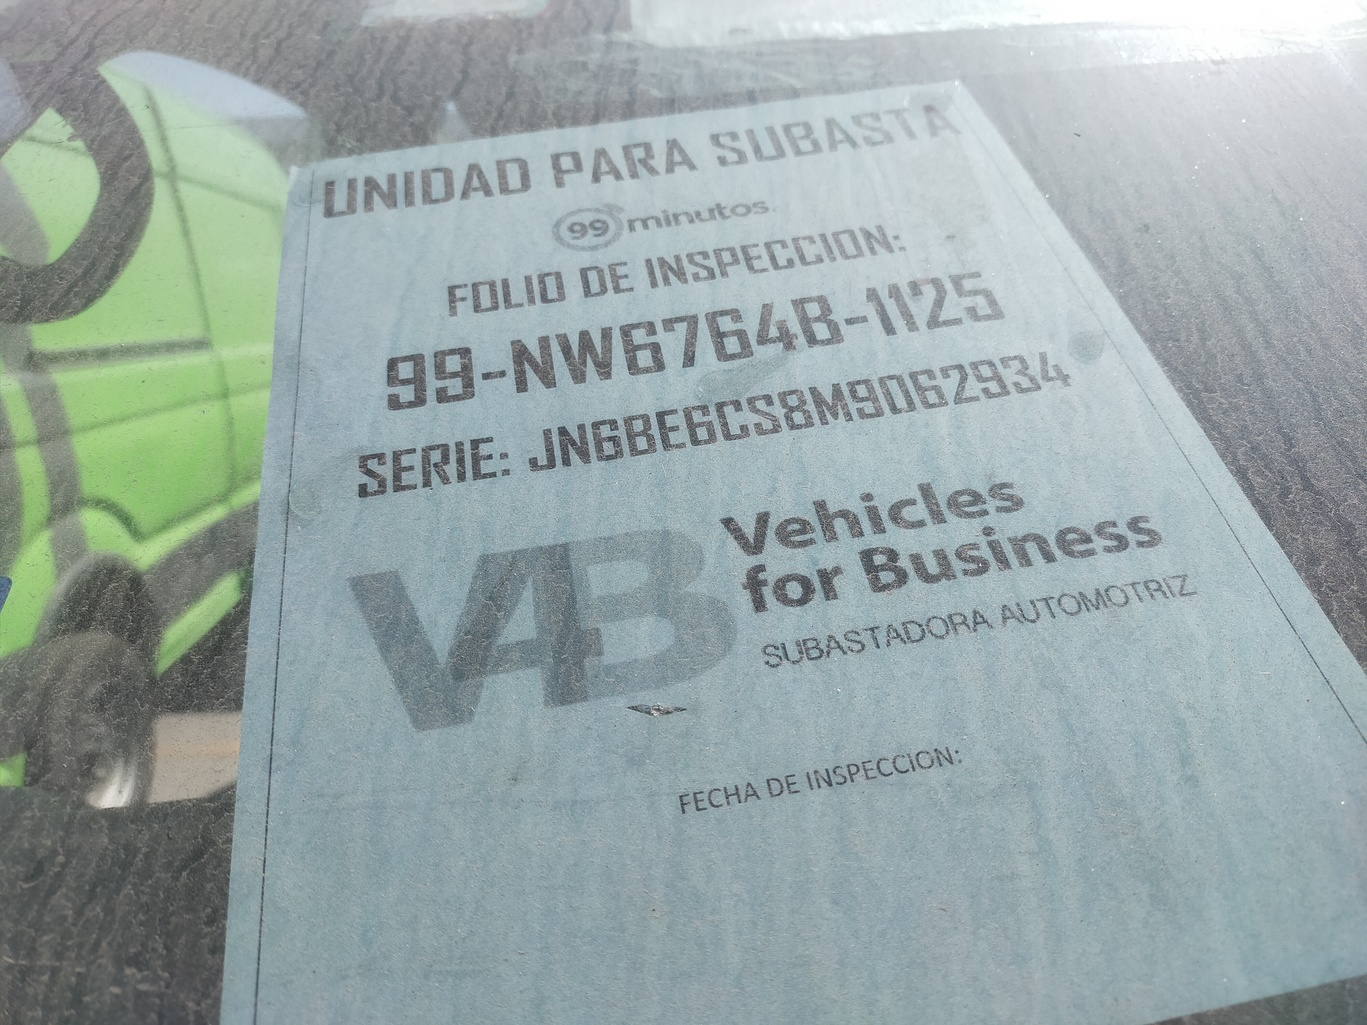 UNIDAD PARA SUBASTA
99 minutos
FOLIO DE INSPECCION:
99-NW6764B-1125
SERIE: JN6BE6CS8M9062934
V4B
Vehicles
for Business
SUBASTADORA AUTOMOTRIZ
FECHA DE INSPECCION: